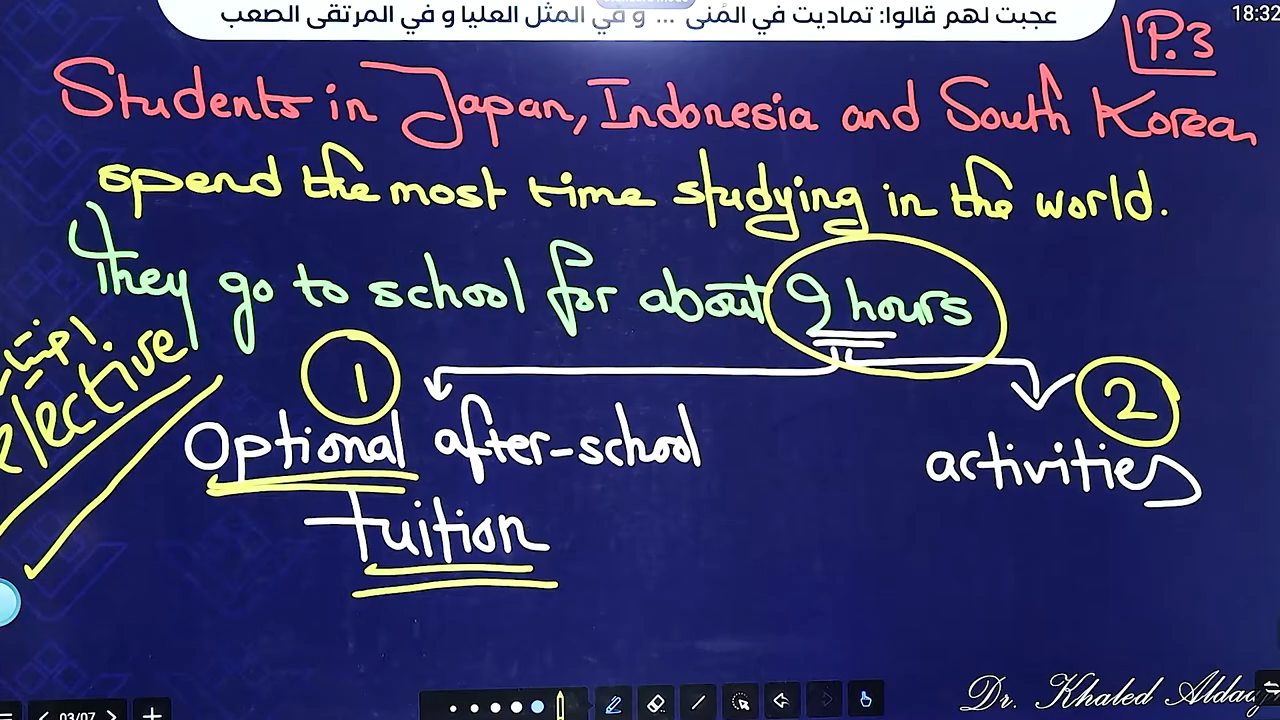 عجبت لهم قالوا: تماديت في المُنى ... و في المثل العليا و في المرتقى الصعب
18:32
P.3
Students in Japan, Indonesia and South Korea
spend the most time studying in the world.
They go to school for about 9 hours
elective
1
2
Optional after-school
activities
Tuition
03/07
Dr. Khaled